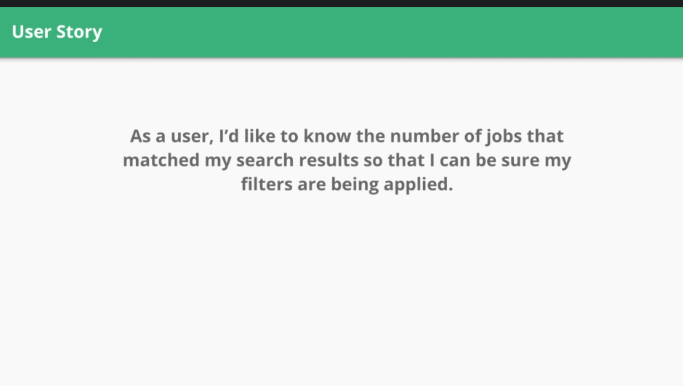 User Story
As a user, I’d like to know the number of jobs that
matched my search results so that I can be sure my
filters are being applied.